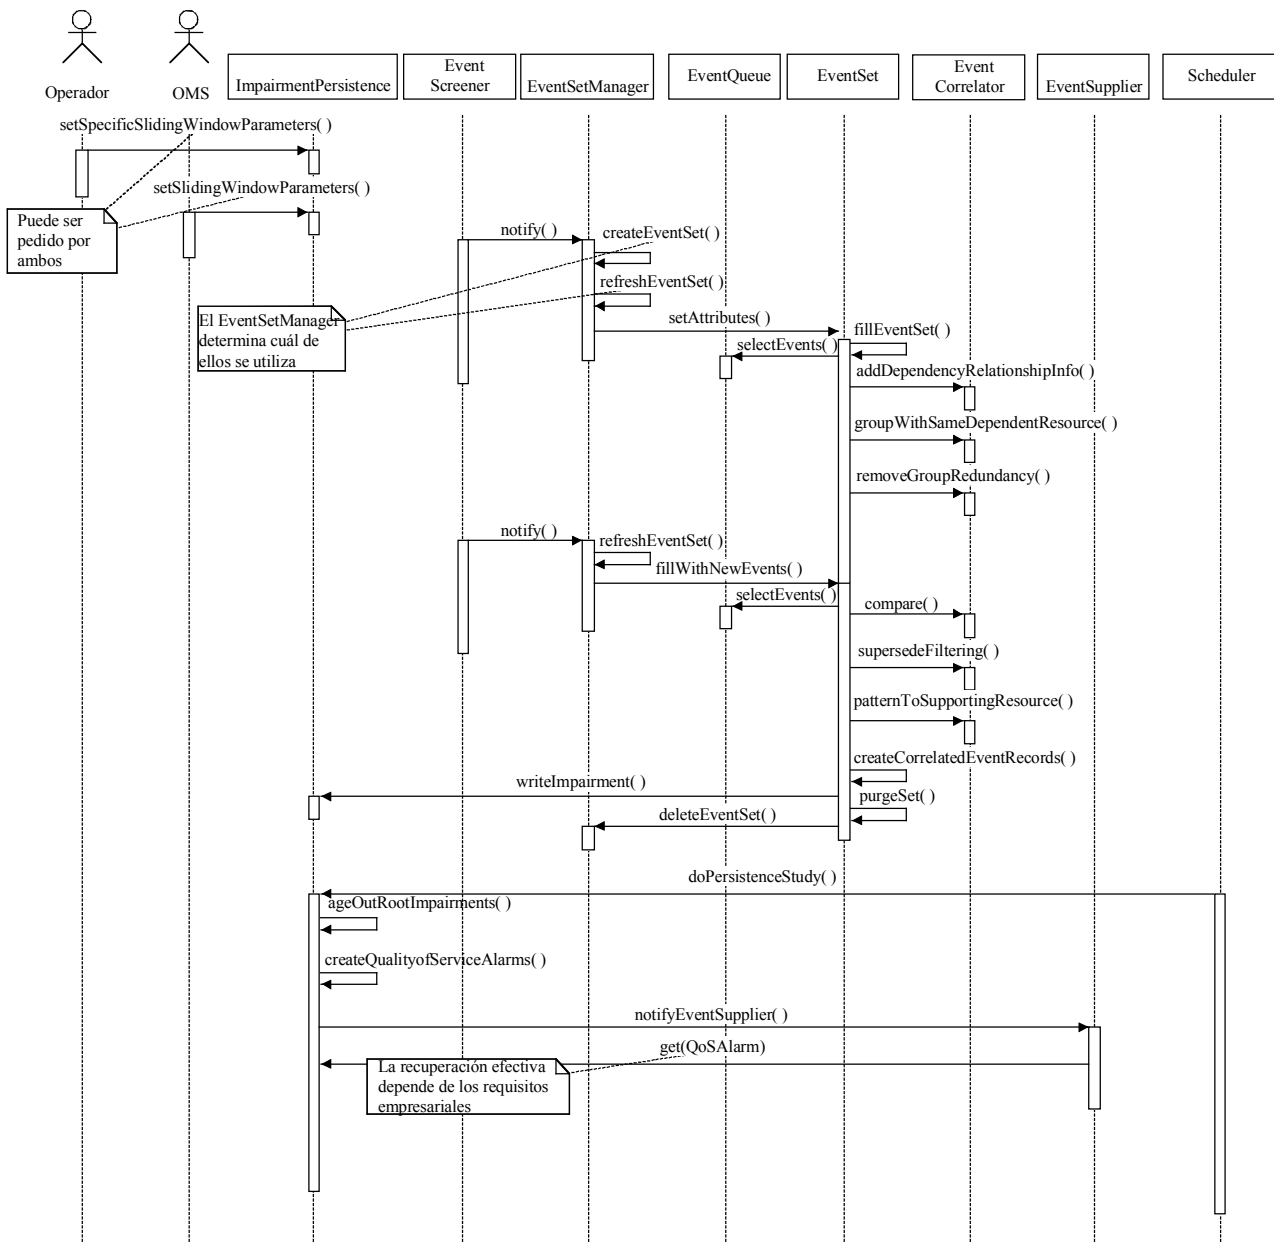 Operador
OMS
ImpairmentPersistence
Event
Screener
EventSetManager
EventQueue
EventSet
Event
Correlator
EventSupplier
Scheduler
setSpecificSlidingWindowParameters( )
setSlidingWindowParameters( )
Puede ser
pedido por
ambos
notify( )
createEventSet( )
refreshEventSet( )
El EventSetManager
determina cuál de
ellos se utiliza
setAttributes( )
fillEventSet( )
selectEvents( )
addDependencyRelationshipInfo( )
groupWithSameDependentResource( )
removeGroupRedundancy( )
notify( )
refreshEventSet( )
fillWithNewEvents( )
selectEvents( )
compare( )
supersedeFiltering( )
patternToSupportingResource( )
createCorrelatedEventRecords( )
writeImpairment( )
purgeSet( )
deleteEventSet( )
doPersistenceStudy( )
ageOutRootImpairments( )
createQualityofServiceAlarms( )
notifyEventSupplier( )
get(QoSAlarm)
La recuperación efectiva
depende de los requisitos
empresariales